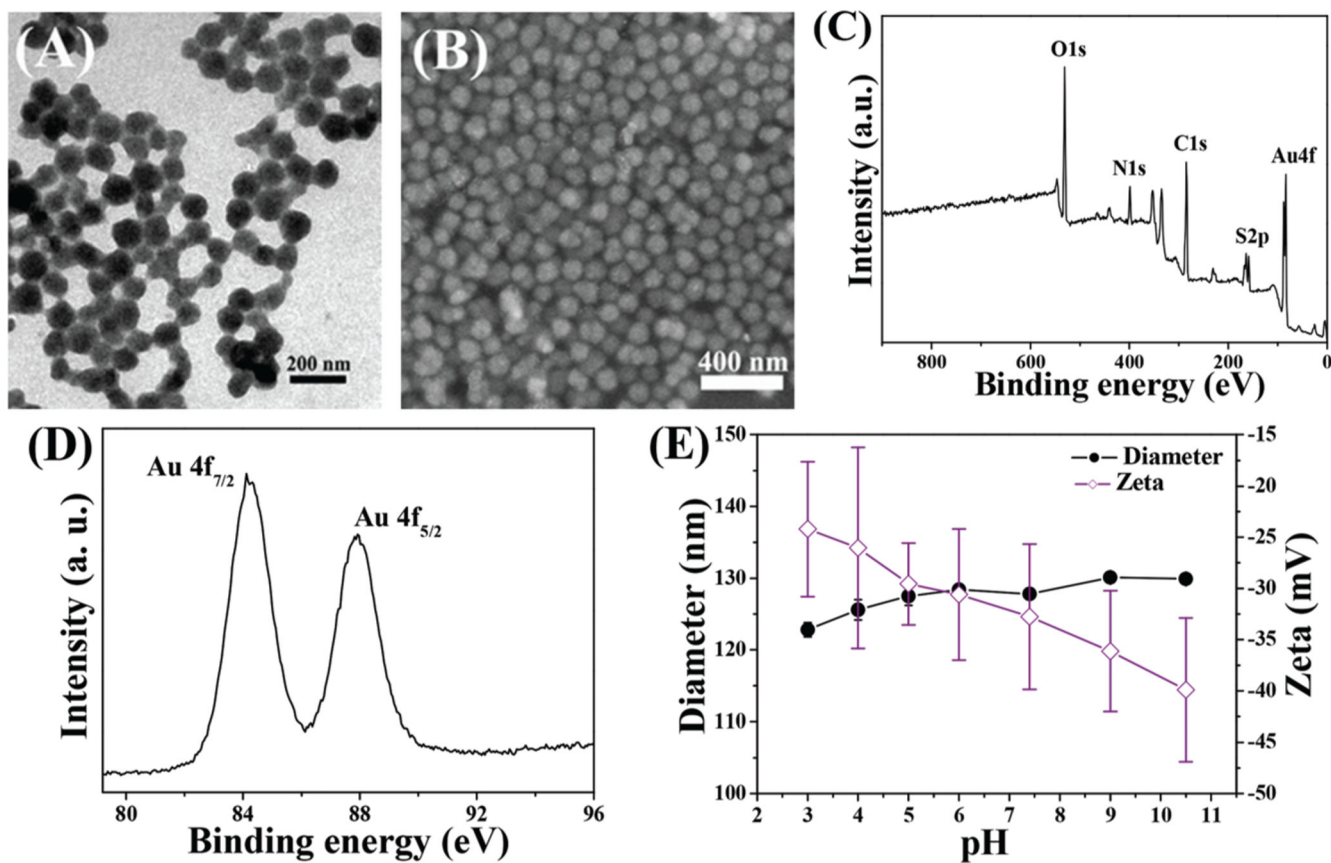 (A)
200 nm
(B)
400 nm
(C)
O1s
N1s
C1s
S2p
Au4f
Intensity (a.u.)
800 600 400 200 0
Binding energy (eV)
(D)
Au 4f7/2
Au 4f5/2
Intensity (a. u.)
80 84 88 92 96
Binding energy (eV)
(E)
Diameter
Zeta
150
140
130
120
110
100
Diameter (nm)
-15
-20
-25
-30
-35
-40
-45
-50
Zeta (mV)
2 3 4 5 6 7 8 9 10 11
pH